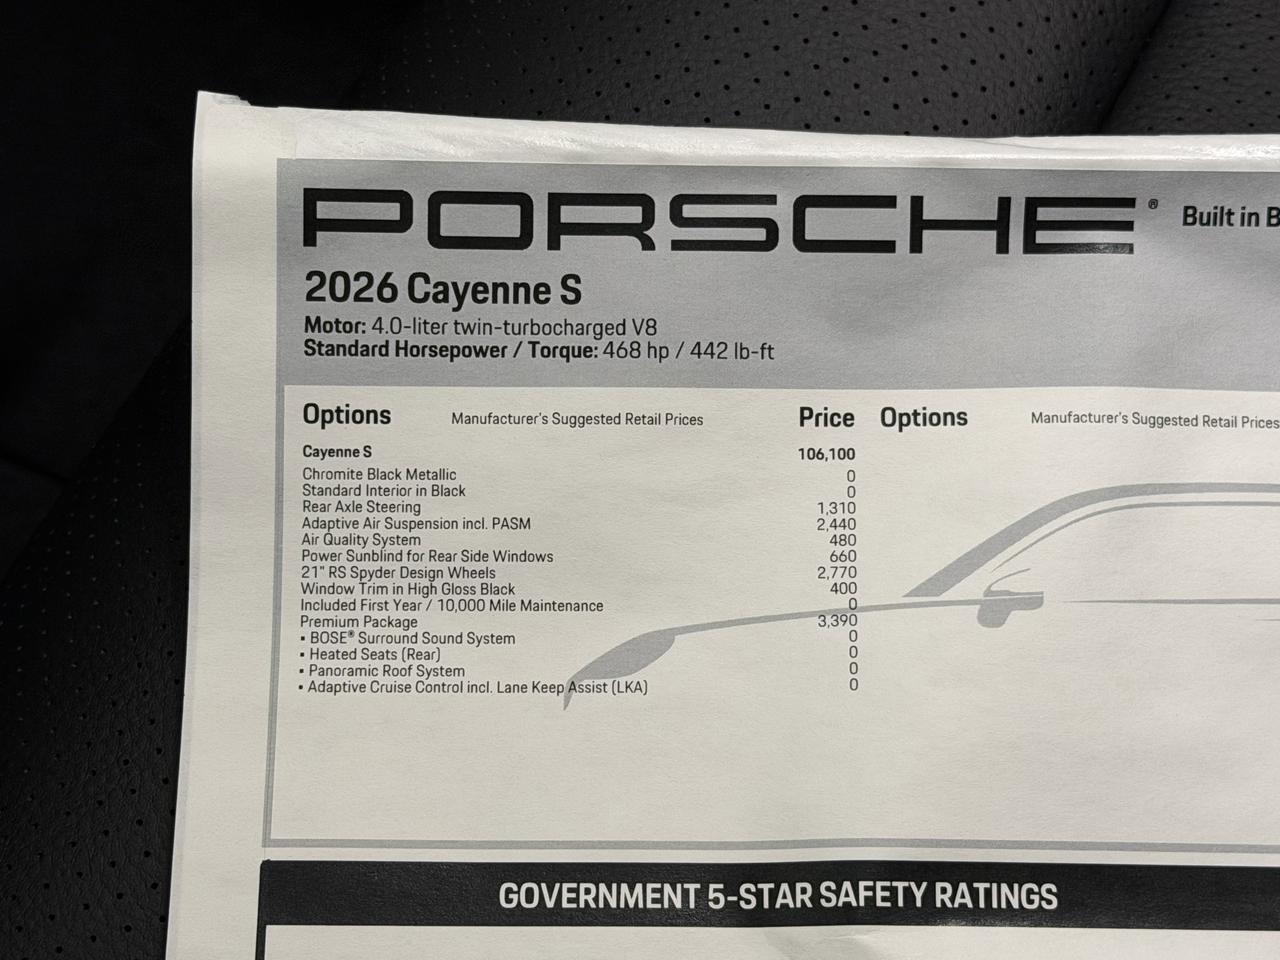 PORSCHE® Built in B
2026 Cayenne S
Motor: 4.0-liter twin-turbocharged V8
Standard Horsepower / Torque: 468 hp / 442 lb-ft
Options Manufacturer's Suggested Retail Prices Price Options Manufacturer's Suggested Retail Prices
Cayenne S 106,100
Chromite Black Metallic 0
Standard Interior in Black 0
Rear Axle Steering 1,310
Adaptive Air Suspension incl. PASM 2,440
Air Quality System 480
Power Sunblind for Rear Side Windows 660
21" RS Spyder Design Wheels 2,770
Window Trim in High Gloss Black 400
Included First Year / 10,000 Mile Maintenance 0
Premium Package 3,390
▪ BOSE® Surround Sound System 0
▪ Heated Seats (Rear) 0
▪ Panoramic Roof System 0
▪ Adaptive Cruise Control incl. Lane Keep Assist (LKA) 0
GOVERNMENT 5-STAR SAFETY RATINGS